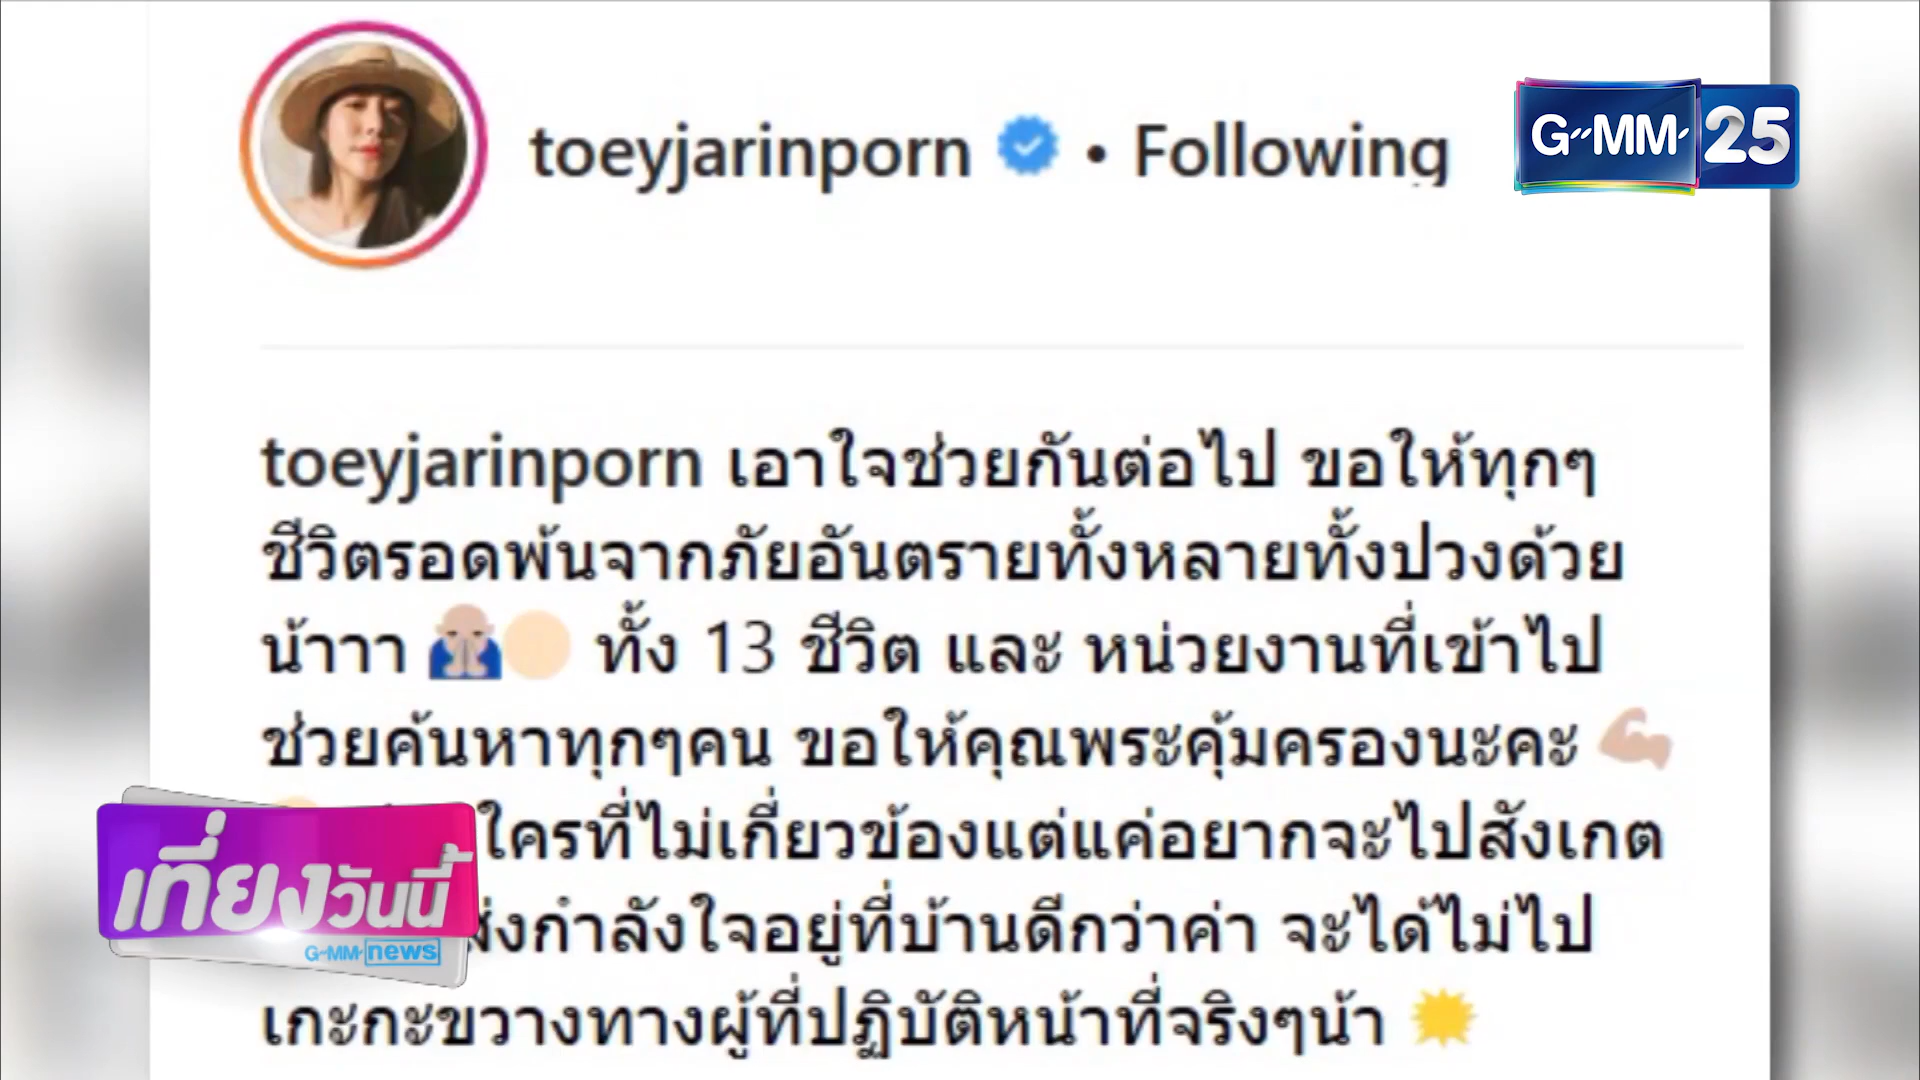 toeyjarinporn • Following
G-MM 25
toeyjarinporn เอาใจช่วยกันต่อไป ขอให้ทุกๆ
ชีวิตรอดพ้นจากภัยอันตรายทั้งหลายทั้งปวงด้วย
น้าาา ทั้ง 13 ชีวิต และ หน่วยงานที่เข้าไป
ช่วยค้นหาทุกๆคน ขอให้คุณพระคุ้มครองนะคะ
ใครที่ไม่เกี่ยวข้องแต่แค่อยากจะไปสังเกต
ส่งกำลังใจอยู่ที่บ้านดีกว่าค่า จะได้ไม่ไป
เกะกะขวางทางผู้ที่ปฏิบัติหน้าที่จริงๆน้า
เที่ยงวันนี้
G-MM news